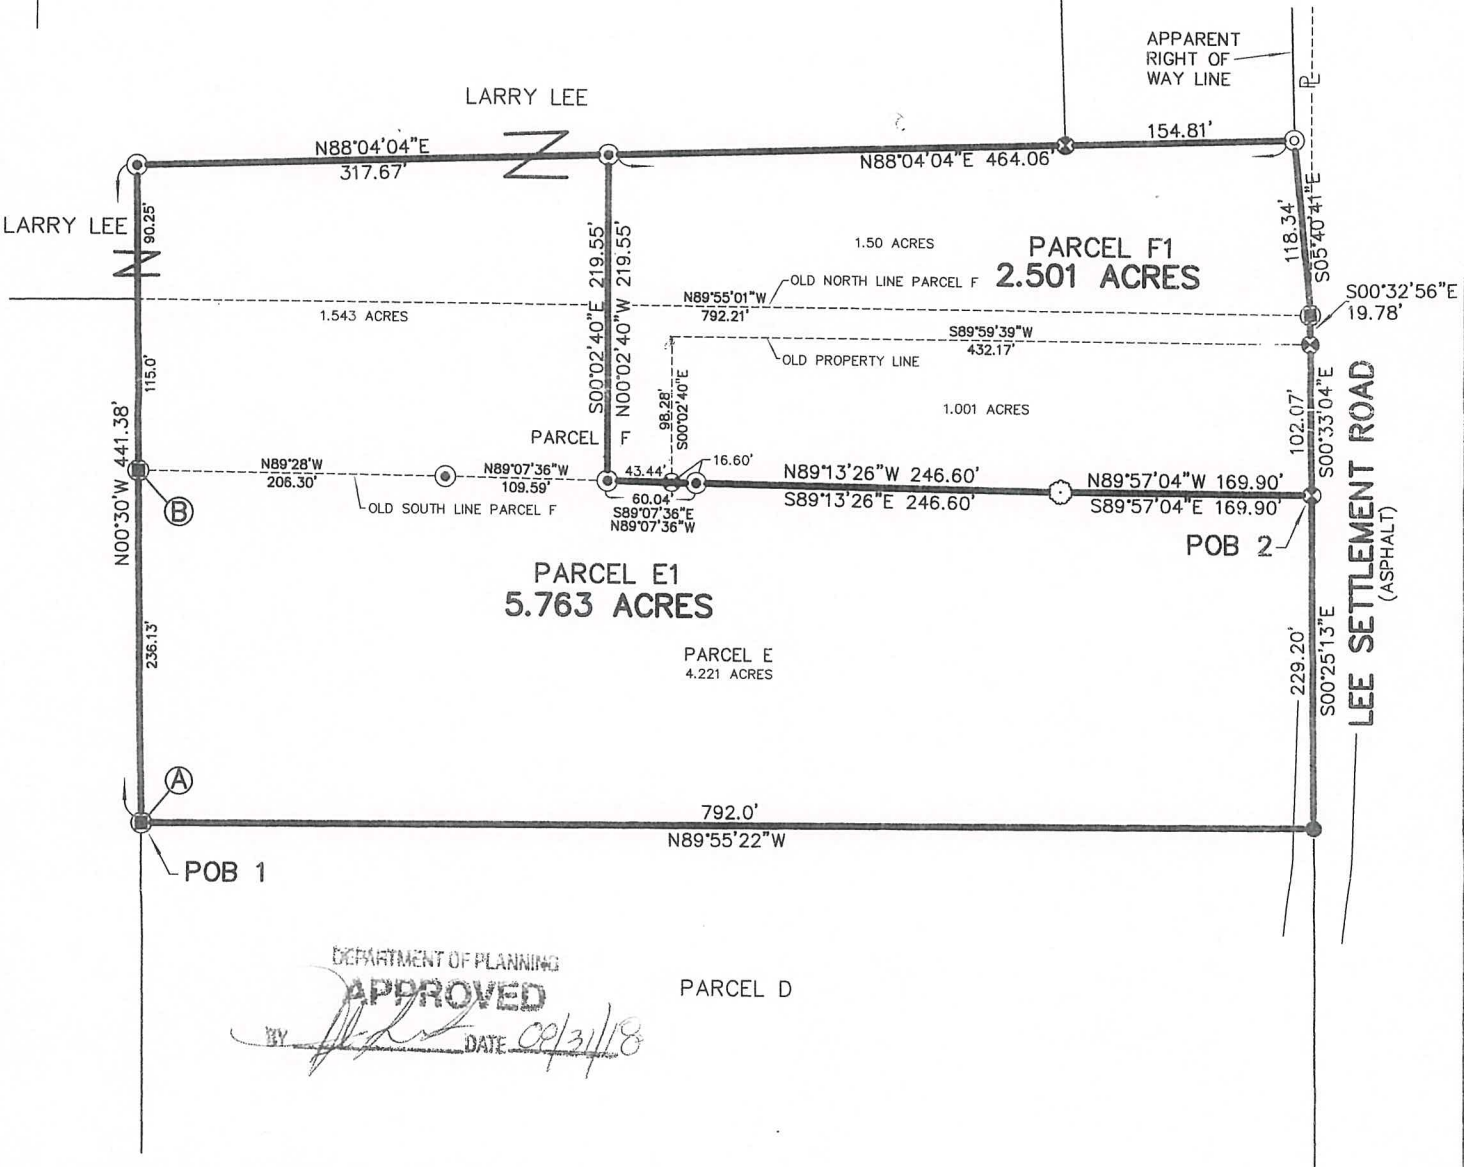 APPARENT
RIGHT OF
WAY LINE
PL
LARRY LEE
N88°04'04"E
317.67'
154.81'
N88°04'04"E 464.06'
LARRY LEE
90.25'
118.34'
S05°40'41"E
1.50 ACRES
PARCEL F1
2.501 ACRES
OLD NORTH LINE PARCEL F
N89°55'01"W
792.21'
S00°32'56"E
19.78'
1.543 ACRES
S00°02'40"E 219.55'
N00°02'40"W 219.55'
S89°59'39"W
432.17'
OLD PROPERTY LINE
115.0'
98.28'
S00°02'40"E
1.001 ACRES
102.07'
S00°33'04"E
N00°30'W 441.38'
PARCEL F
N89°28'W
206.30'
N89°07'36"W
109.59'
43.44'
16.60'
N89°13'26"W 246.60'
S89°13'26"E 246.60'
N89°57'04"W 169.90'
S89°57'04"E 169.90'
60.04'
S89°07'36"E
N89°07'36"W
OLD SOUTH LINE PARCEL F
B
POB 2
LEE SETTLEMENT ROAD
(ASPHALT)
PARCEL E1
5.763 ACRES
236.13'
PARCEL E
4.221 ACRES
229.20'
S00°25'13"E
A
792.0'
N89°55'22"W
POB 1
DEPARTMENT OF PLANNING
APPROVED
BY DATE 08/31/18
PARCEL D